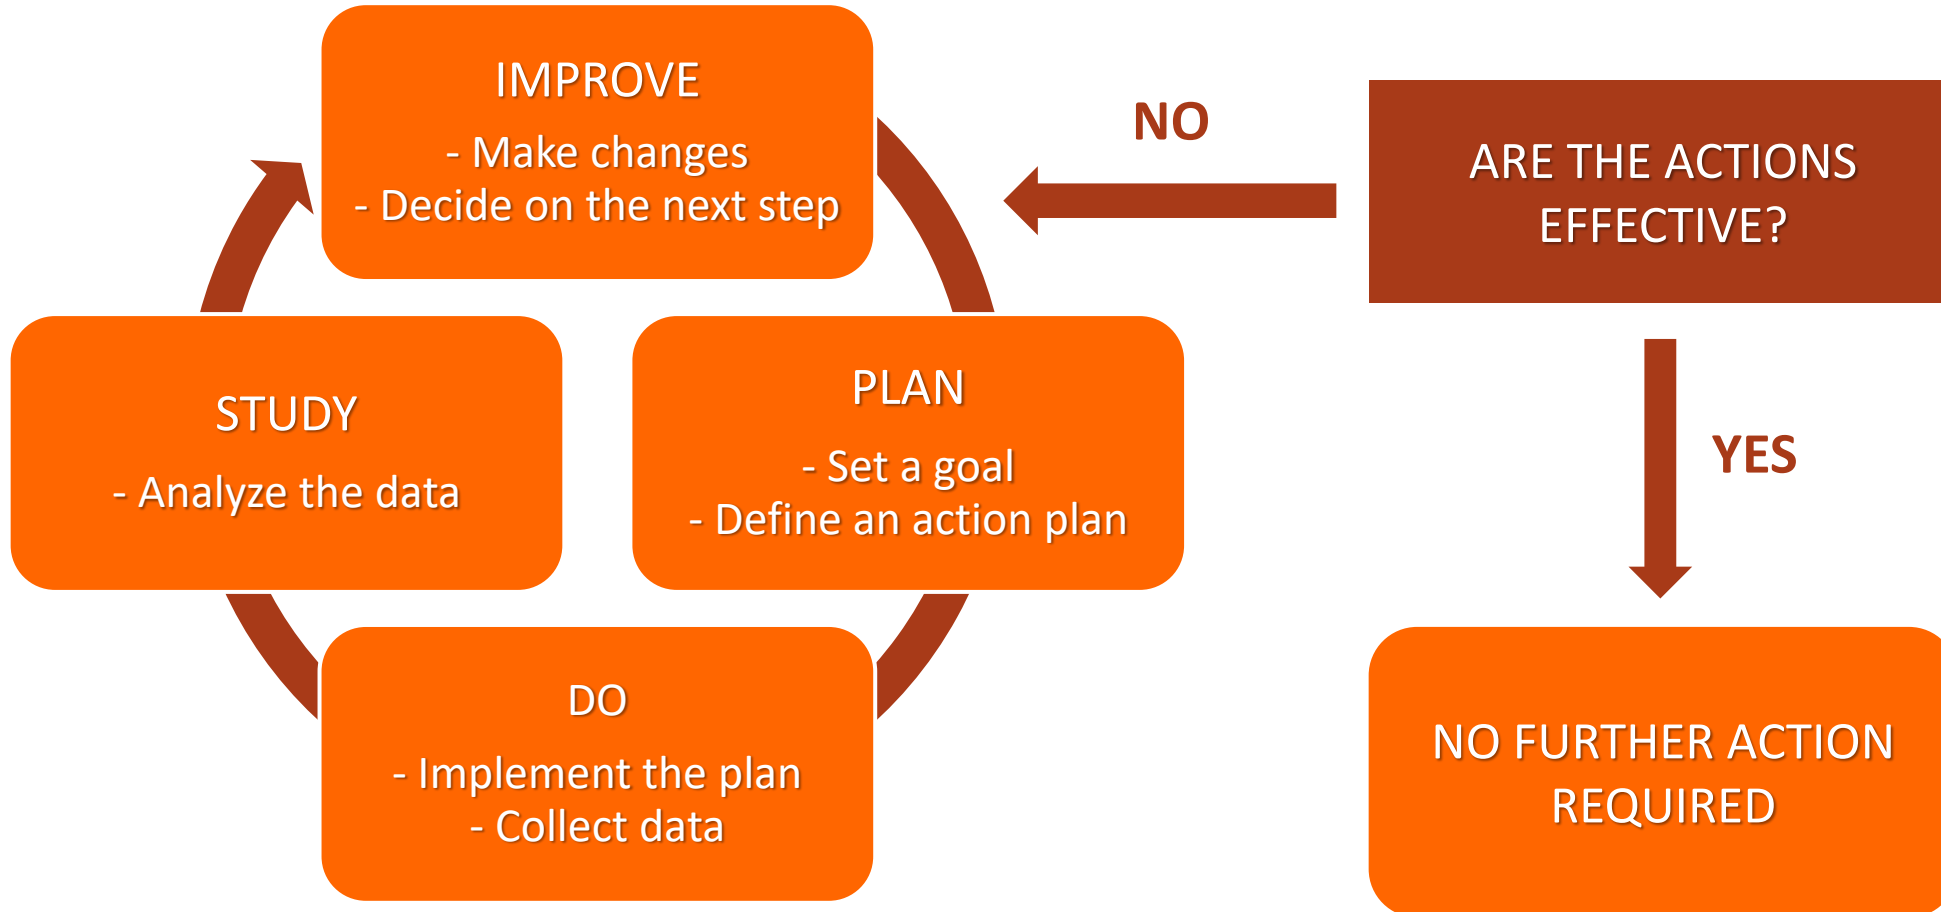 IMPROVE
- Make changes
- Decide on the next step
NO
ARE THE ACTIONS
EFFECTIVE?
STUDY
- Analyze the data
PLAN
- Set a goal
- Define an action plan
YES
DO
- Implement the plan
- Collect data
NO FURTHER ACTION
REQUIRED